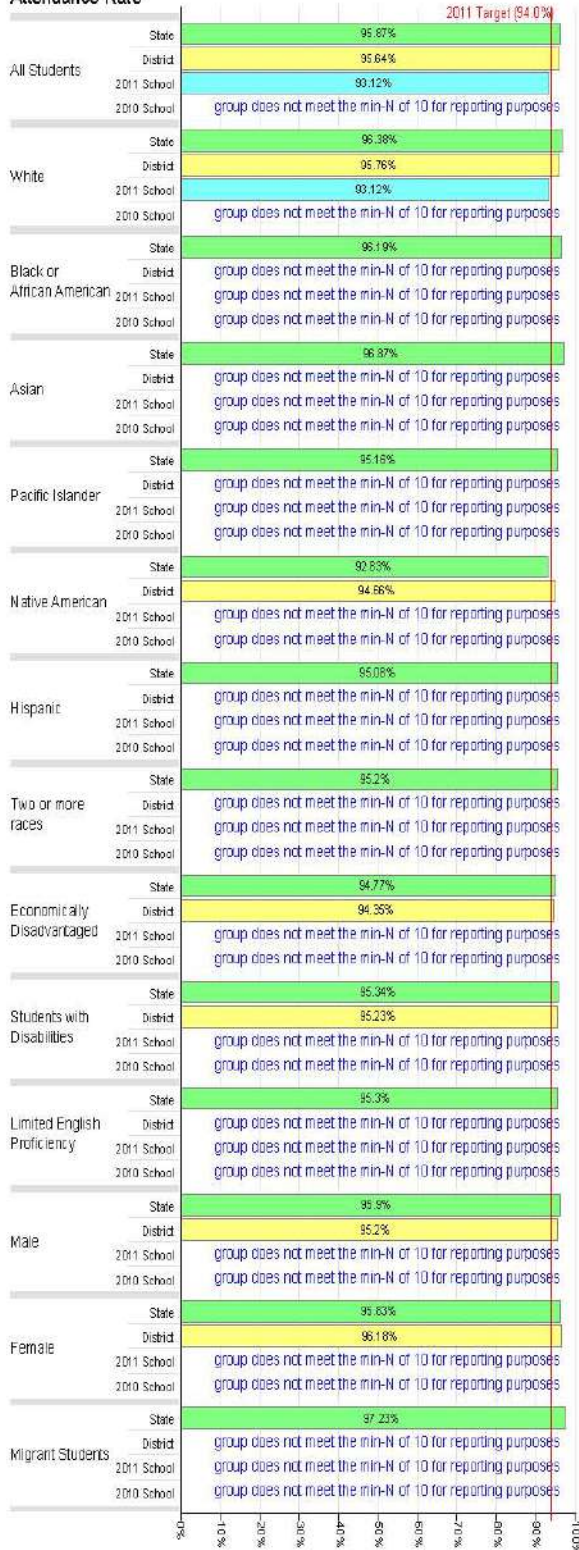 Attendance Rate
2011 Target (94.0%)
All Students
State 95.87%
District 95.64%
2011 School 93.12%
2010 School group does not meet the min-N of 10 for reporting purposes
White
State 96.38%
District 95.76%
2011 School 93.12%
2010 School group does not meet the min-N of 10 for reporting purposes
Black or
African American
State 96.19%
District group does not meet the min-N of 10 for reporting purposes
2011 School group does not meet the min-N of 10 for reporting purposes
2010 School group does not meet the min-N of 10 for reporting purposes
Asian
State 96.87%
District group does not meet the min-N of 10 for reporting purposes
2011 School group does not meet the min-N of 10 for reporting purposes
2010 School group does not meet the min-N of 10 for reporting purposes
Pacific Islander
State 95.16%
District group does not meet the min-N of 10 for reporting purposes
2011 School group does not meet the min-N of 10 for reporting purposes
2010 School group does not meet the min-N of 10 for reporting purposes
Native American
State 92.83%
District 94.66%
2011 School group does not meet the min-N of 10 for reporting purposes
2010 School group does not meet the min-N of 10 for reporting purposes
Hispanic
State 95.08%
District group does not meet the min-N of 10 for reporting purposes
2011 School group does not meet the min-N of 10 for reporting purposes
2010 School group does not meet the min-N of 10 for reporting purposes
Two or more
races
State 95.2%
District group does not meet the min-N of 10 for reporting purposes
2011 School group does not meet the min-N of 10 for reporting purposes
2010 School group does not meet the min-N of 10 for reporting purposes
Economically
Disadvantaged
State 94.77%
District 94.35%
2011 School group does not meet the min-N of 10 for reporting purposes
2010 School group does not meet the min-N of 10 for reporting purposes
Students with
Disabilities
State 95.34%
District 95.23%
2011 School group does not meet the min-N of 10 for reporting purposes
2010 School group does not meet the min-N of 10 for reporting purposes
Limited English
Proficiency
State 95.3%
District group does not meet the min-N of 10 for reporting purposes
2011 School group does not meet the min-N of 10 for reporting purposes
2010 School group does not meet the min-N of 10 for reporting purposes
Male
State 95.9%
District 95.2%
2011 School group does not meet the min-N of 10 for reporting purposes
2010 School group does not meet the min-N of 10 for reporting purposes
Female
State 95.83%
District 96.18%
2011 School group does not meet the min-N of 10 for reporting purposes
2010 School group does not meet the min-N of 10 for reporting purposes
Migrant Students
State 97.23%
District group does not meet the min-N of 10 for reporting purposes
2011 School group does not meet the min-N of 10 for reporting purposes
2010 School group does not meet the min-N of 10 for reporting purposes
0% 10% 20% 30% 40% 50% 60% 70% 80% 90% 100%